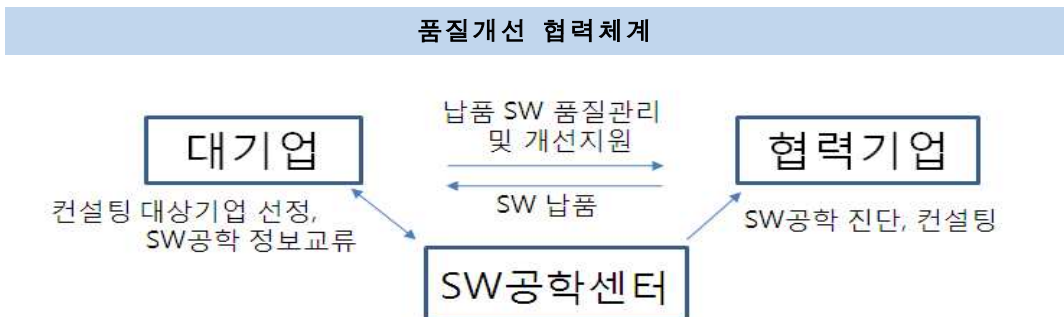 품질개선 협력체계
납품 SW 품질관리
및 개선지원
대기업
협력기업
SW 납품
컨설팅 대상기업 선정,
SW공학 정보교류
SW공학 진단, 컨설팅
SW공학센터